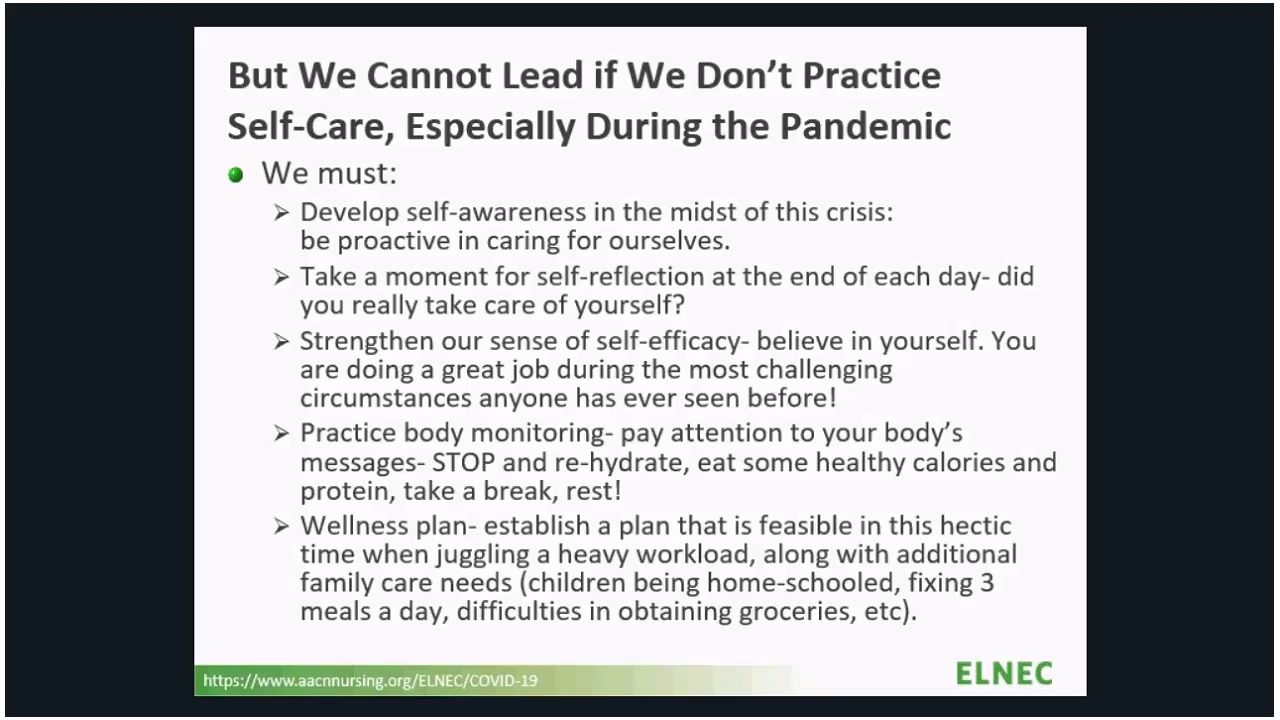 But We Cannot Lead if We Don't Practice
Self-Care, Especially During the Pandemic
We must:
Develop self-awareness in the midst of this crisis:
be proactive in caring for ourselves.
Take a moment for self-reflection at the end of each day- did
you really take care of yourself?
Strengthen our sense of self-efficacy- believe in yourself. You
are doing a great job during the most challenging
circumstances anyone has ever seen before!
Practice body monitoring- pay attention to your body's
messages- STOP and re-hydrate, eat some healthy calories and
protein, take a break, rest!
Wellness plan- establish a plan that is feasible in this hectic
time when juggling a heavy workload, along with additional
family care needs (children being home-schooled, fixing 3
meals a day, difficulties in obtaining groceries, etc).
https://www.aacnnursing.org/ELNEC/COVID-19
ELNEC